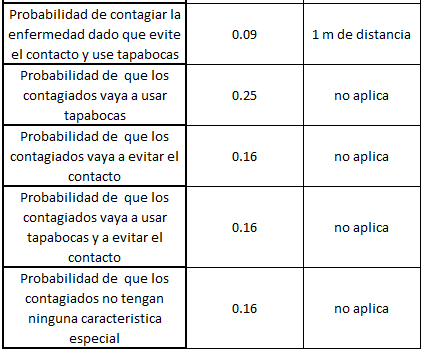 Probabilidad de contagiar la
enfermedad dado que evite
el contacto y use tapabocas
0.09
1 m de distancia
Probabilidad de que los
contagiados vaya a usar
tapabocas
0.25
no aplica
Probabilidad de que los
contagiados vaya a evitar el
contacto
0.16
no aplica
Probabilidad de que los
contagiados vaya a usar
tapabocas y a evitar el
contacto
0.16
no aplica
Probabilidad de que los
contagiados no tengan
ninguna caracteristica
especial
0.16
no aplica